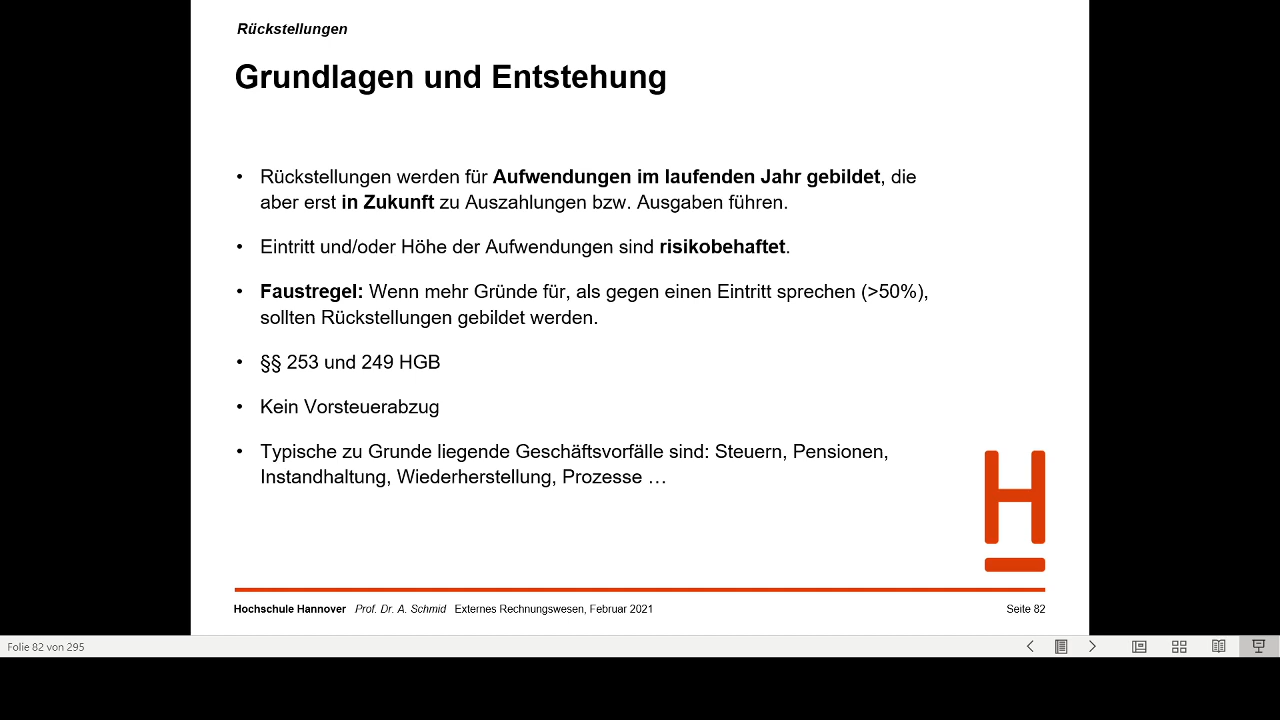 Rückstellungen
Grundlagen und Entstehung
• Rückstellungen werden für Aufwendungen im laufenden Jahr gebildet, die
aber erst in Zukunft zu Auszahlungen bzw. Ausgaben führen.
• Eintritt und/oder Höhe der Aufwendungen sind risikobehaftet.
• Faustregel: Wenn mehr Gründe für, als gegen einen Eintritt sprechen (>50%),
sollten Rückstellungen gebildet werden.
• §§ 253 und 249 HGB
• Kein Vorsteuerabzug
• Typische zu Grunde liegende Geschäftsvorfälle sind: Steuern, Pensionen,
Instandhaltung, Wiederherstellung, Prozesse …
H
Hochschule Hannover Prof. Dr. A. Schmid Externes Rechnungswesen, Februar 2021 Seite 82
Folie 82 von 295